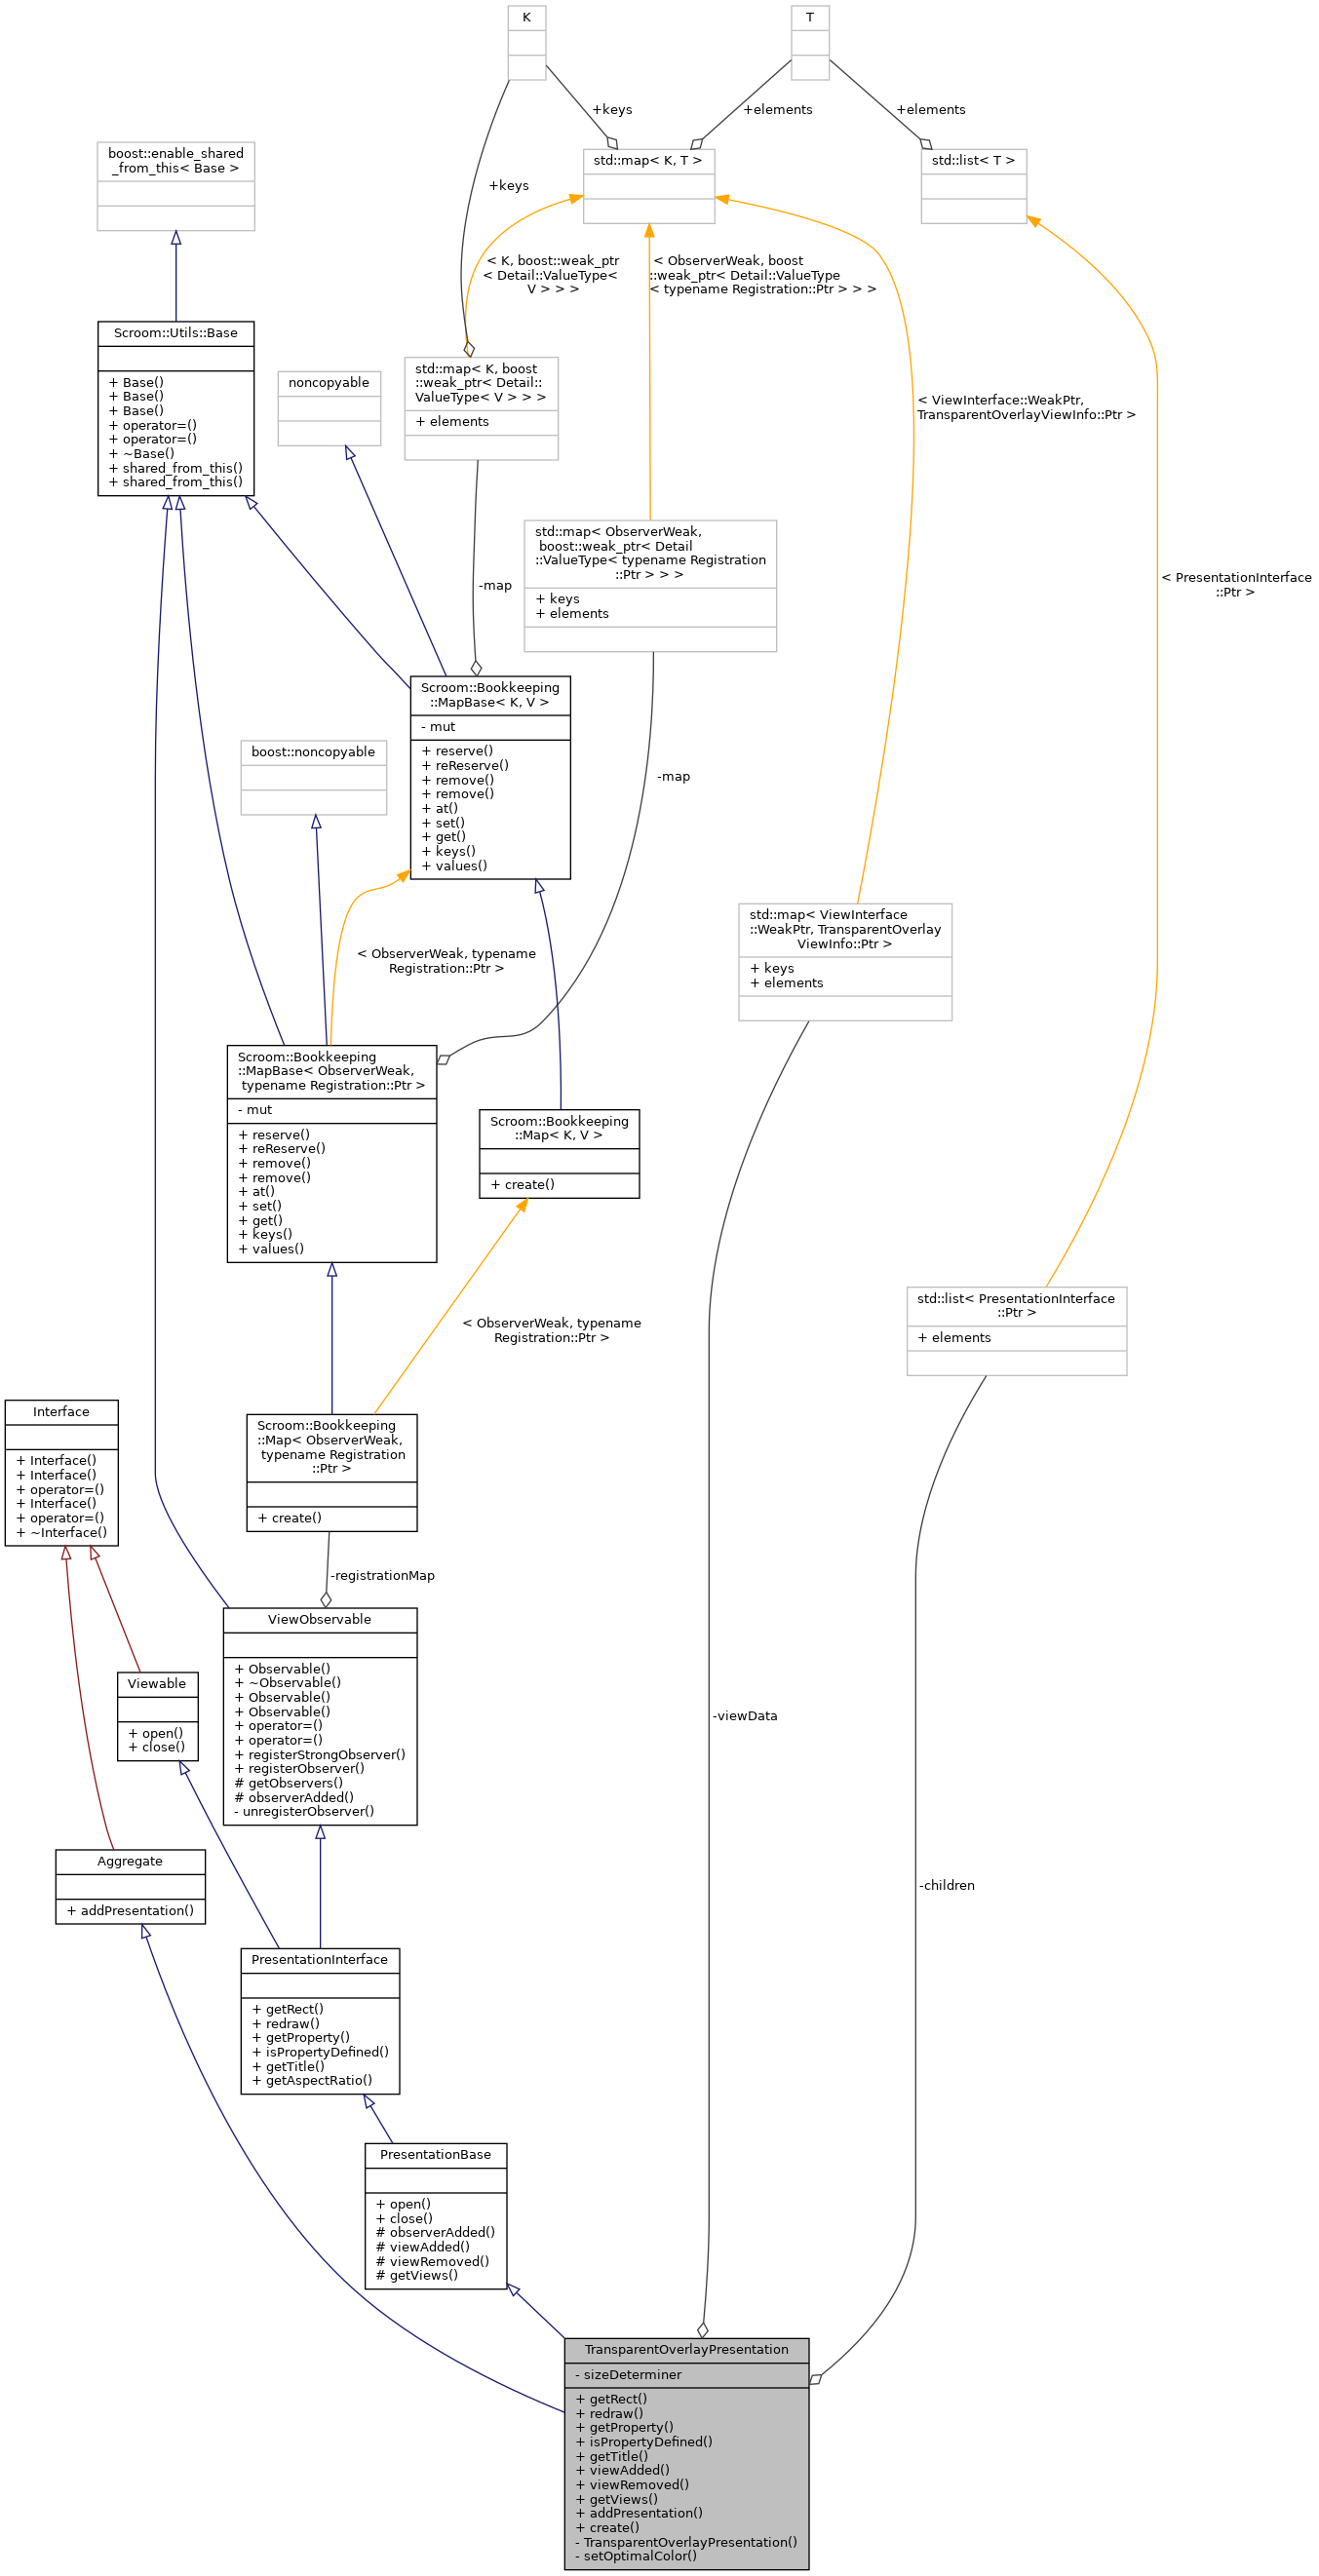 K
T
+keys
+elements
+elements
boost::enable_shared
_from_this< Base >
std::map< K, T >
std::list< T >
+keys
< K, boost::weak_ptr
< Detail::ValueType<
V > > >
< ObserverWeak, boost
::weak_ptr< Detail::ValueType
< typename Registration::Ptr > > >
Scroom::Utils::Base
+ Base()
+ Base()
+ Base()
+ operator=()
+ operator=()
+ ~Base()
+ shared_from_this()
+ shared_from_this()
noncopyable
std::map< K, boost
::weak_ptr< Detail::
ValueType< V > > >
+ elements
< ViewInterface::WeakPtr,
TransparentOverlayViewInfo::Ptr >
std::map< ObserverWeak,
boost::weak_ptr< Detail
::ValueType< typename Registration
::Ptr > > >
+ keys
+ elements
-map
< PresentationInterface
::Ptr >
Scroom::Bookkeeping
::MapBase< K, V >
- mut
+ reserve()
+ reReserve()
+ remove()
+ remove()
+ at()
+ set()
+ get()
+ keys()
+ values()
boost::noncopyable
-map
< ObserverWeak, typename
Registration::Ptr >
std::map< ViewInterface
::WeakPtr, TransparentOverlay
ViewInfo::Ptr >
+ keys
+ elements
Scroom::Bookkeeping
::MapBase< ObserverWeak,
typename Registration::Ptr >
- mut
+ reserve()
+ reReserve()
+ remove()
+ remove()
+ at()
+ set()
+ get()
+ keys()
+ values()
Scroom::Bookkeeping
::Map< K, V >
+ create()
< ObserverWeak, typename
Registration::Ptr >
std::list< PresentationInterface
::Ptr >
+ elements
Interface
+ Interface()
+ Interface()
+ operator=()
+ Interface()
+ operator=()
+ ~Interface()
Scroom::Bookkeeping
::Map< ObserverWeak,
typename Registration
::Ptr >
+ create()
-registrationMap
ViewObservable
+ Observable()
+ ~Observable()
+ Observable()
+ Observable()
+ operator=()
+ operator=()
+ registerStrongObserver()
+ registerObserver()
# getObservers()
# observerAdded()
- unregisterObserver()
Viewable
+ open()
+ close()
-viewData
Aggregate
+ addPresentation()
-children
PresentationInterface
+ getRect()
+ redraw()
+ getProperty()
+ isPropertyDefined()
+ getTitle()
+ getAspectRatio()
PresentationBase
+ open()
+ close()
# observerAdded()
# viewAdded()
# viewRemoved()
# getViews()
TransparentOverlayPresentation
- sizeDeterminer
+ getRect()
+ redraw()
+ getProperty()
+ isPropertyDefined()
+ getTitle()
+ viewAdded()
+ viewRemoved()
+ getViews()
+ addPresentation()
+ create()
- TransparentOverlayPresentation()
- setOptimalColor()